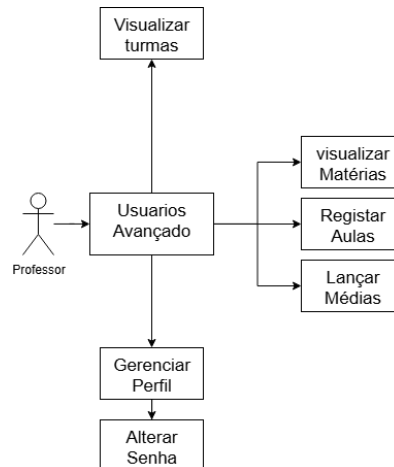 Visualizar
turmas
visualizar
Matérias
Professor
Usuarios
Avançado
Registar
Aulas
Lançar
Médias
Gerenciar
Perfil
Alterar
Senha